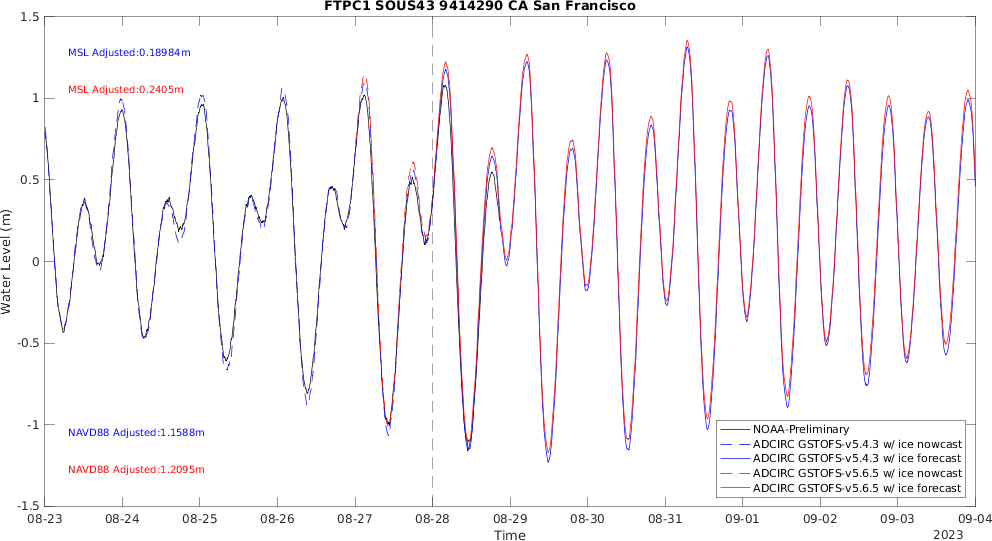 FTPC1 SOUS43 9414290 CA San Francisco
1.5
1
0.5
0
-0.5
-1
-1.5
Water Level (m)
MSL Adjusted:0.18984m
MSL Adjusted:0.2405m
NAVD88 Adjusted:1.1588m
NAVD88 Adjusted:1.2095m
NOAA-Preliminary
ADCIRC GSTOFS-v5.4.3 w/ ice nowcast
ADCIRC GSTOFS-v5.4.3 w/ ice forecast
ADCIRC GSTOFS-v5.6.5 w/ ice nowcast
ADCIRC GSTOFS-v5.6.5 w/ ice forecast
08-23 08-24 08-25 08-26 08-27 08-28 08-29 08-30 08-31 09-01 09-02 09-03 09-04
Time
2023